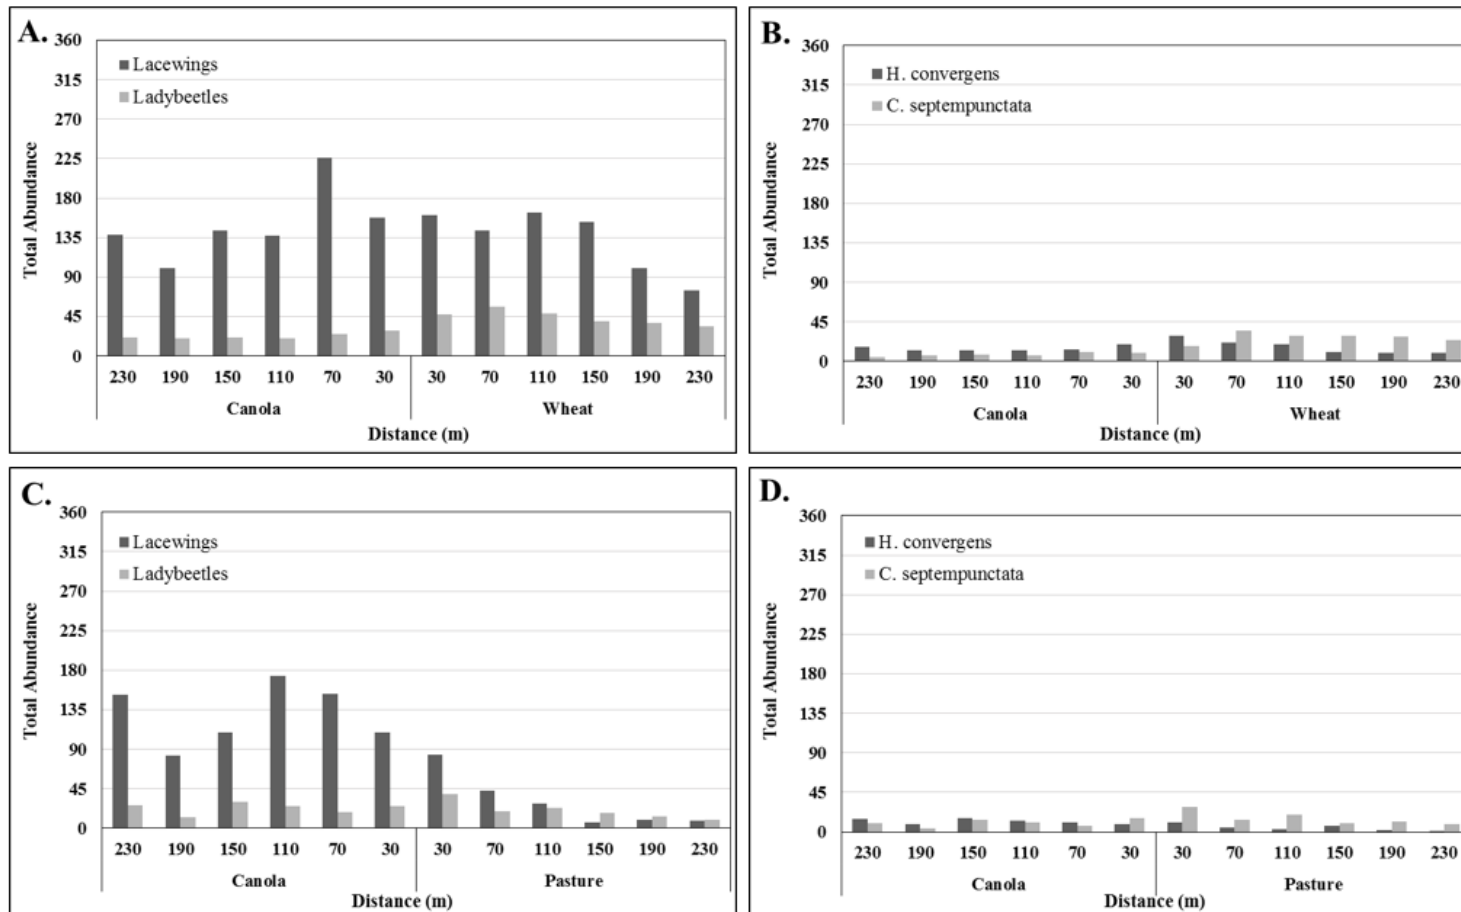 A.
360
315
270
225
180
135
90
45
0
Total Abundance
Lacewings
Ladybeetles
230 190 150 110 70 30 30 70 110 150 190 230
Canola Wheat
Distance (m)
B.
360
315
270
225
180
135
90
45
0
Total Abundance
H. convergens
C. septempunctata
230 190 150 110 70 30 30 70 110 150 190 230
Canola Wheat
Distance (m)
C.
360
315
270
225
180
135
90
45
0
Total Abundance
Lacewings
Ladybeetles
230 190 150 110 70 30 30 70 110 150 190 230
Canola Pasture
Distance (m)
D.
360
315
270
225
180
135
90
45
0
Total Abundance
H. convergens
C. septempunctata
230 190 150 110 70 30 30 70 110 150 190 230
Canola Pasture
Distance (m)